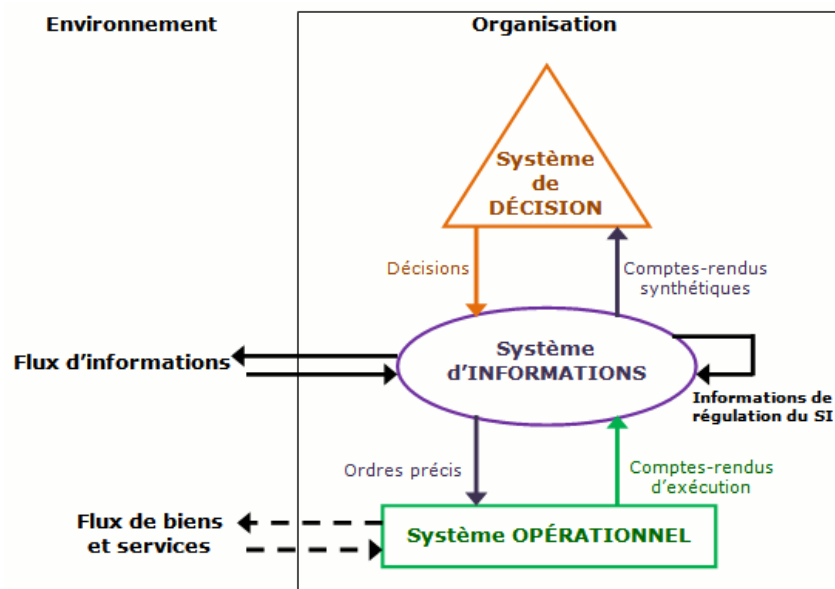 Environnement
Organisation
Système
de
DÉCISION
Décisions
Comptes-rendus
synthétiques
Flux d’informations
Système
d’INFORMATIONS
Informations de
régulation du SI
Ordres précis
Comptes-rendus
d’exécution
Flux de biens
et services
Système OPÉRATIONNEL